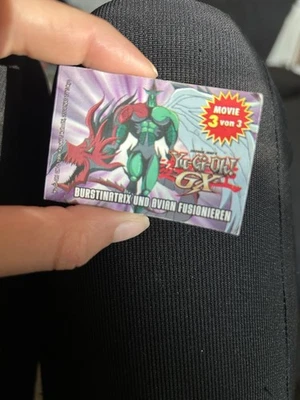 MOVIE
3 von 3
YU-GI-OH!
GX
BURSTINATRIX UND AVIAN FUSIONIEREN